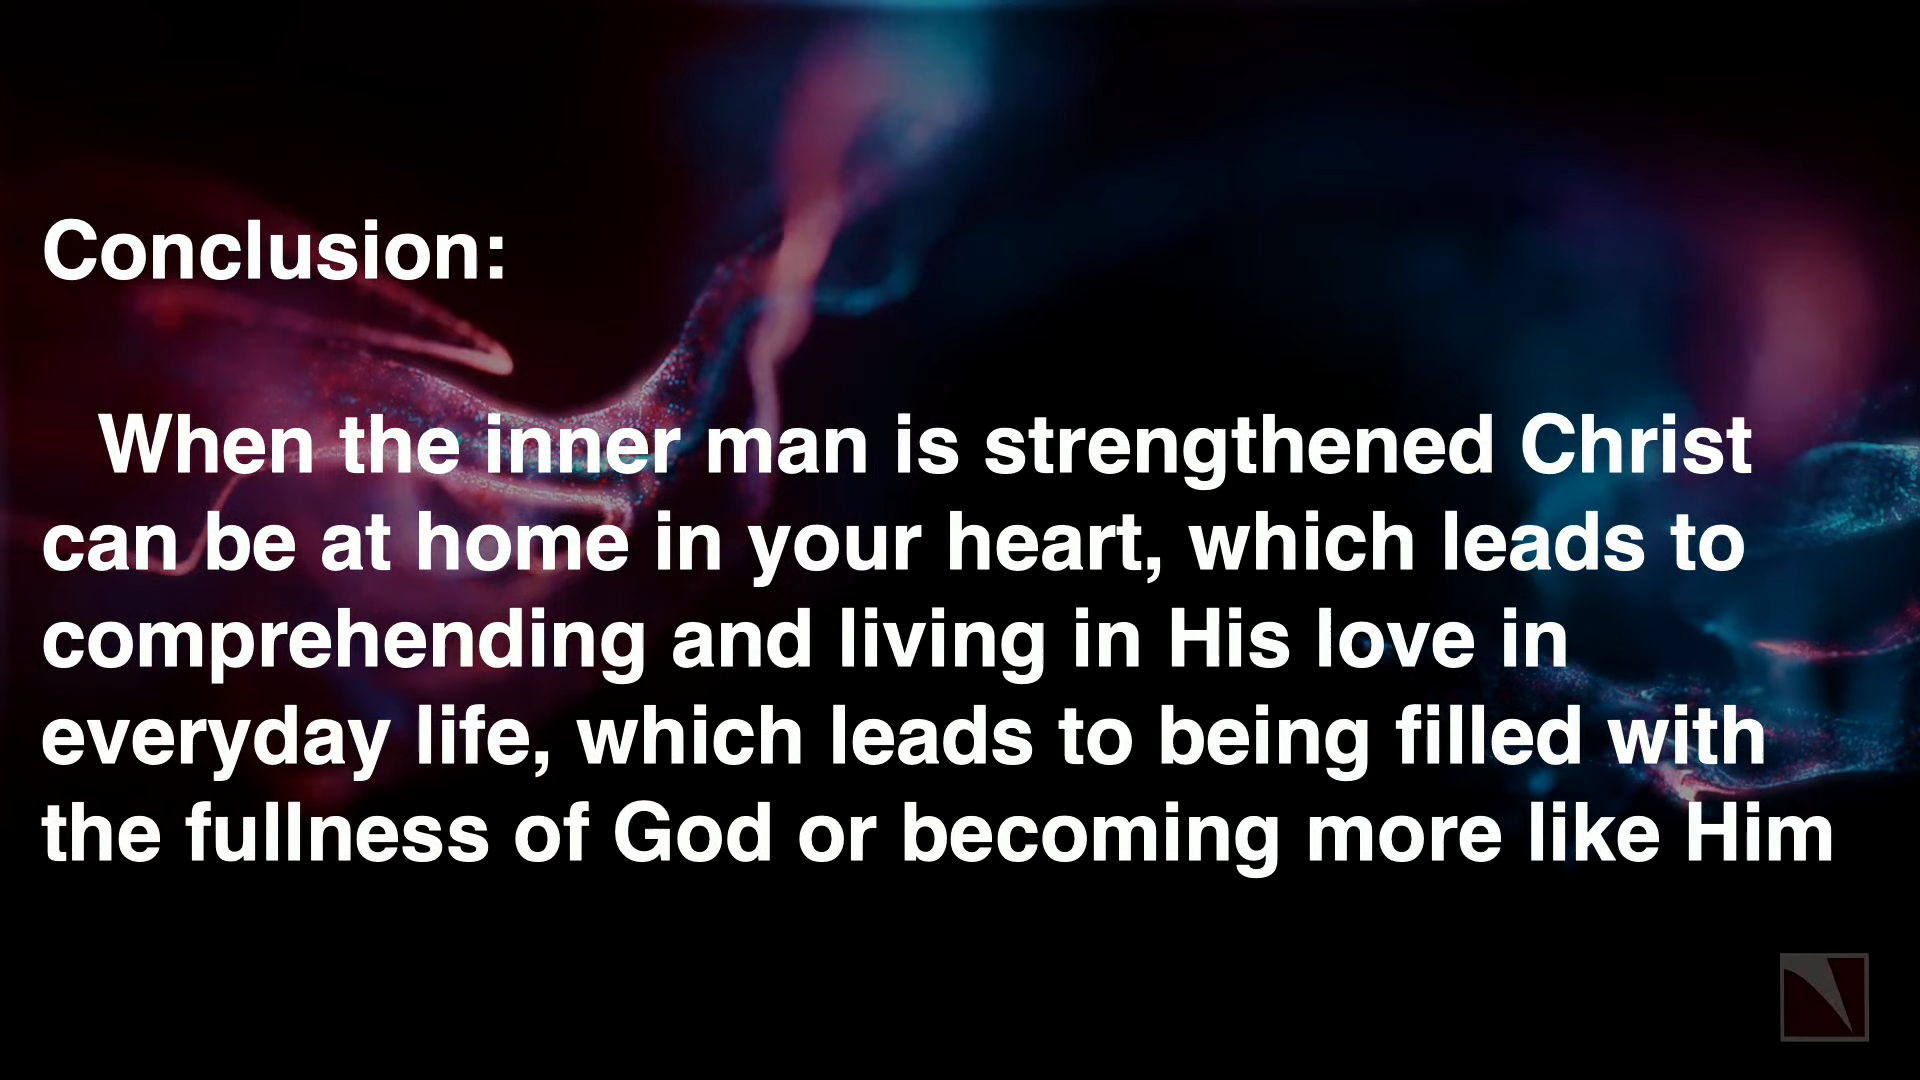 Conclusion:
When the inner man is strengthened Christ
can be at home in your heart, which leads to
comprehending and living in His love in
everyday life, which leads to being filled with
the fullness of God or becoming more like Him